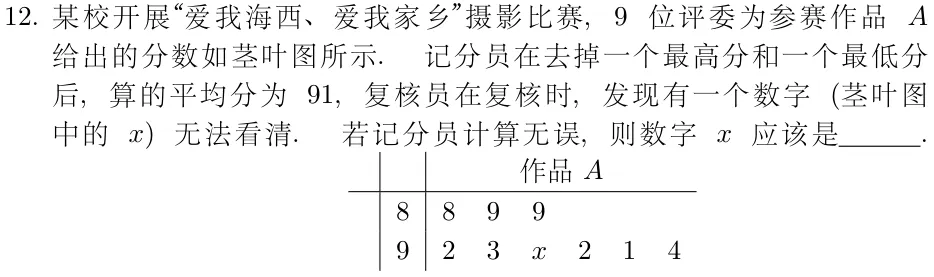 12. 某校开展“爱我海西、爱我家乡”摄影比赛, 9 位评委为参赛作品 A
给出的分数如茎叶图所示. 记分员在去掉一个最高分和一个最低分
后, 算的平均分为 91, 复核员在复核时, 发现有一个数字 (茎叶图
中的 x) 无法看清. 若记分员计算无误, 则数字 x 应该是______.
作品 A
8 8 9 9
9 2 3 x 2 1 4